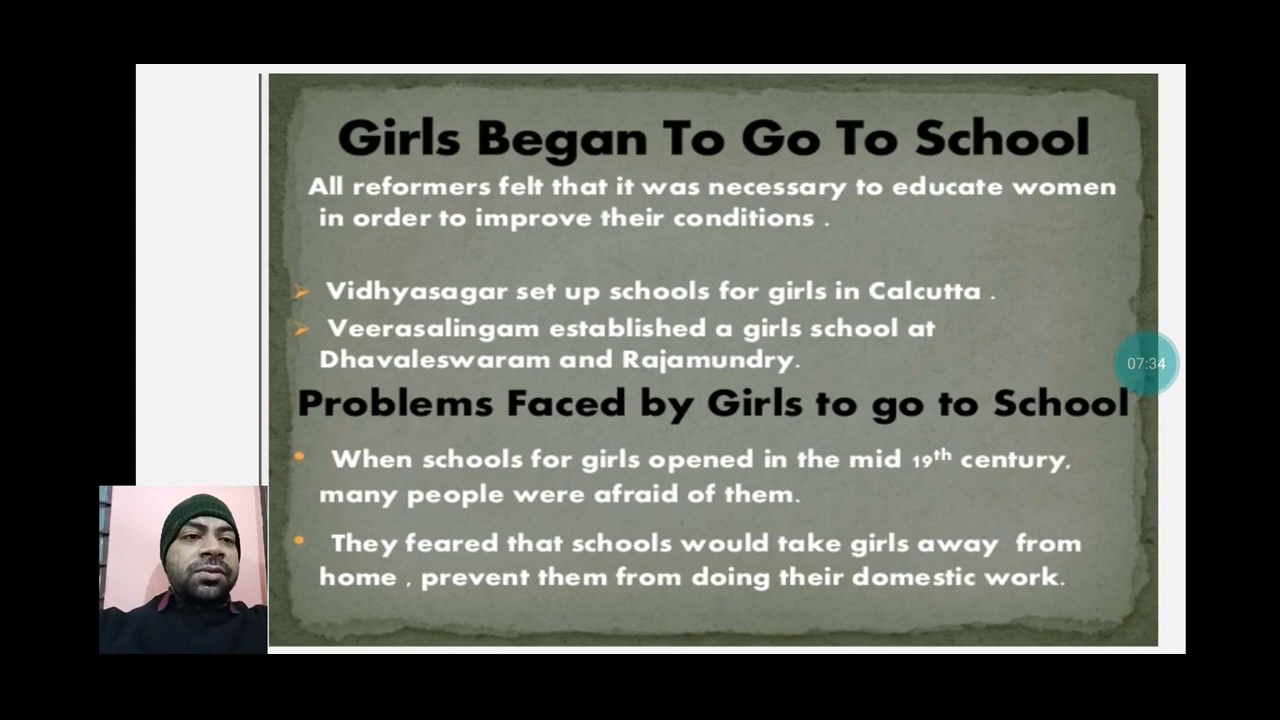 Girls Began To Go To School
All reformers felt that it was necessary to educate women
in order to improve their conditions .
Vidhyasagar set up schools for girls in Calcutta .
Veerasalingam established a girls school at
Dhavaleswaram and Rajamundry.
07:34
Problems Faced by Girls to go to School
When schools for girls opened in the mid 19th century,
many people were afraid of them.
They feared that schools would take girls away from
home , prevent them from doing their domestic work.